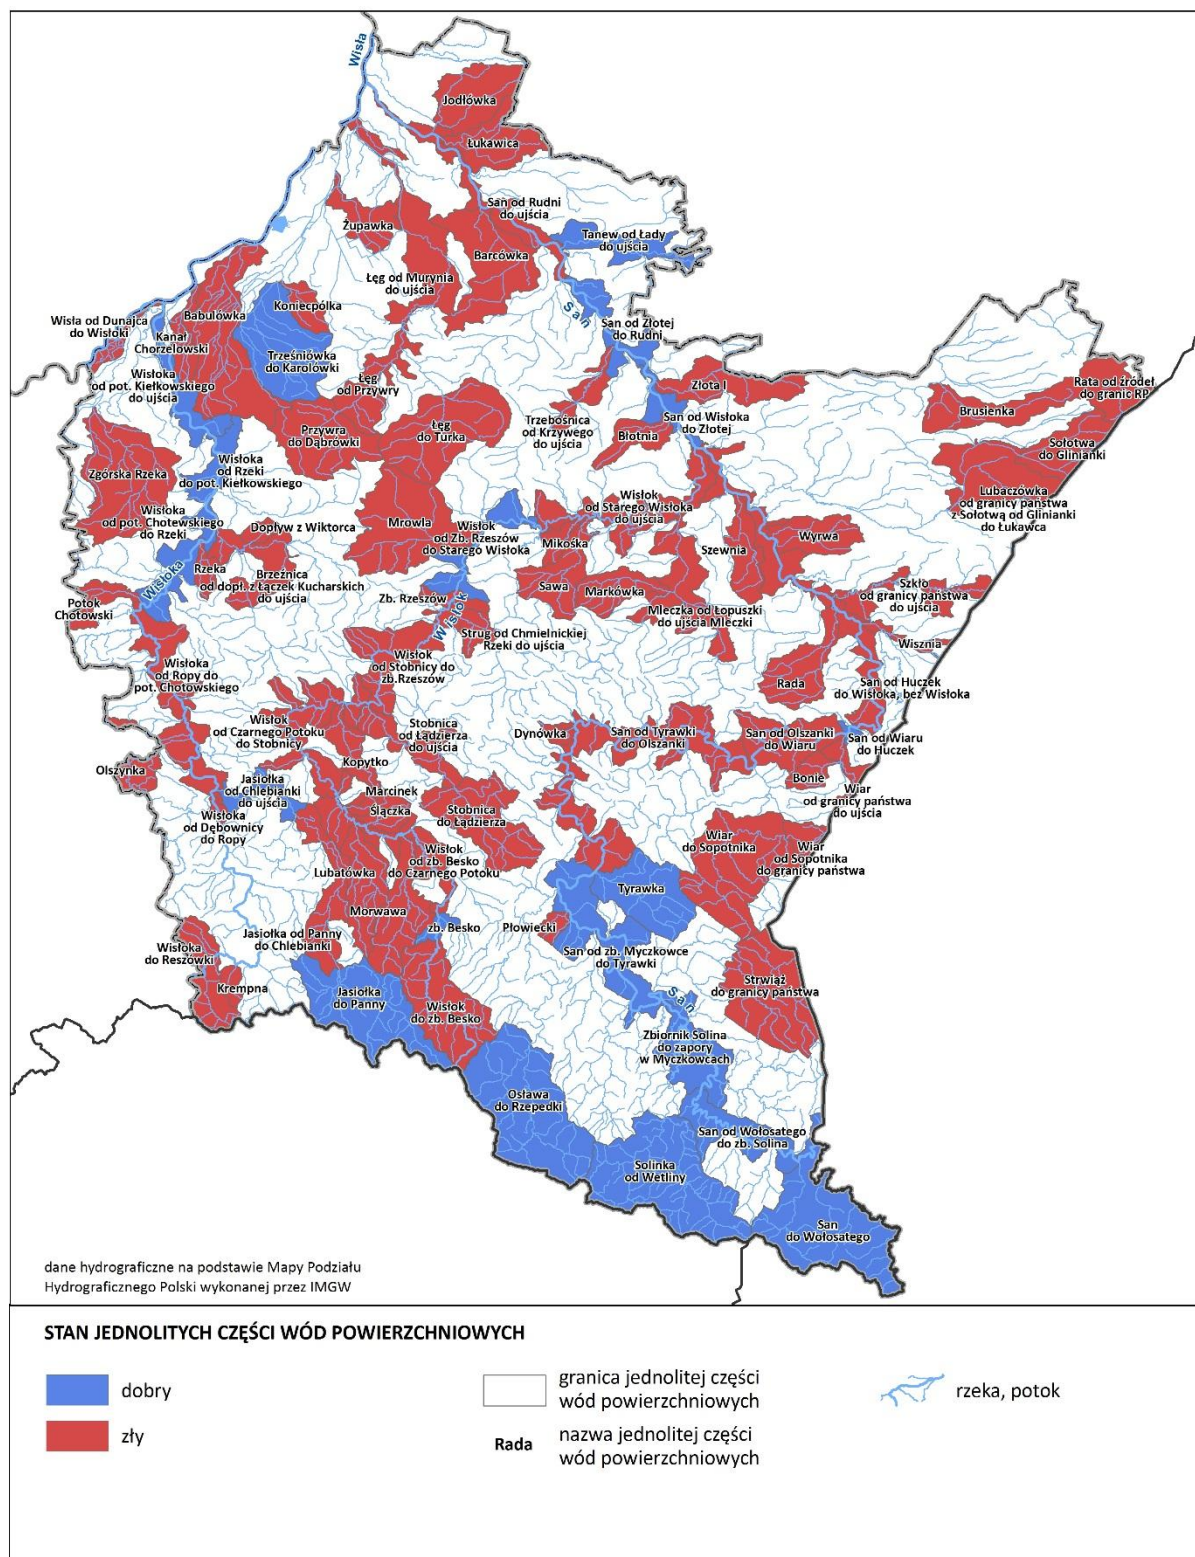 Wisła
Jodłówka
Łukawica
San od Rudni
do ujścia
Żupawka
Tanew od Łady
do ujścia
Barcówka
Łęg od Murynia
do ujścia
San
Koniecpólka
Babulówka
Wisła od Dunajca
do Wisłoki
Kanał
Chorzelowski
San od Złotej
do Rudni
Trześniówka
do Karolówki
Wisłoka
od pot. Kiełkowskiego
do ujścia
Łęg
od Przywry
Złota I
Rata od źródeł
do granic RP
Brusienka
Trzebośnica
od Krzywego
do ujścia
San od Wisłoka
do Złotej
Łęg
do Turka
Przywra
do Dąbrówki
Błotnia
Sołotwa
do Glinianki
Wisłoka
od Rzeki
do pot. Kiełkowskiego
Zgórska Rzeka
Lubaczówka
od granicy państwa
z Sołotwą od Glinianki
do Łukawca
Wisłok
od Starego Wisłoka
do ujścia
Wisłoka
od pot. Chotewskiego
do Rzeki
Dopływ z Wiktorca
Mrowla
Wisłok
od Zb. Rzeszów
do Starego Wisłoka
Mikośka
Szewnia
Wyrwa
Rzeka
Brzeźnica
od dopł. z Łączek Kucharskich
do ujścia
Wisłoka
Sawa
Markówka
Szkło
od granicy państwa
do ujścia
Zb. Rzeszów
Potok
Chotowski
Mleczka od Łopuszki
do ujścia Mleczki
Wisłok
Strug od Chmielnickiej
Rzeki do ujścia
Wisznia
Wisłok
od Stobnicy do
zb.Rzeszów
Wisłoka
od Ropy do
pot. Chotowskiego
Rada
San od Huczek
do Wisłoka, bez Wisłoka
Wisłok
od Czarnego Potoku
do Stobnicy
Stobnica
od Łądzierza
do ujścia
Dynówka
San od Tyrawki
do Olszanki
San od Olszanki
do Wiaru
San od Wiaru
do Huczek
Kopytko
Olszynka
Jasiołka
od Chlebianki
do ujścia
Marcinek
Bonie
Wiar
od granicy państwa
do ujścia
Ślączka
Stobnica
do Łądzierza
Wisłoka
od Dębownicy
do Ropy
Wiar
do Sopotnika
Wiar
od Sopotnika
do granicy państwa
Wisłok
od zb. Besko
do Czarnego Potoku
Lubatówka
Tyrawka
Morwawa
zb. Besko
Płowiecki
Jasiołka od Panny
do Chlebianki
Wisłoka
do Reszówki
San od zb. Myczkowce
do Tyrawki
Krempna
Jasiołka
do Panny
Strwiąż
do granicy państwa
San
Wisłok
do zb. Besko
Zbiornik Solina
do zapory
w Myczkowcach
Osława
do Rzepedki
San od Wołosatego
do zb. Solina
Solinka
od Wetliny
San
do Wołosatego
dane hydrograficzne na podstawie Mapy Podziału
Hydrograficznego Polski wykonanej przez IMGW
STAN JEDNOLITYCH CZĘŚCI WÓD POWIERZCHNIOWYCH
dobry
zły
granica jednolitej części
wód powierzchniowych
Rada
nazwa jednolitej części
wód powierzchniowych
rzeka, potok